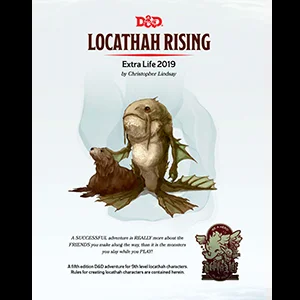 D&D
LOCATHAH RISING
Extra Life 2019
by Christopher Lindsay
A SUCCESSFUL adventure is REALLY more about the
FRIENDS you make along the way, than it is the monsters
you slay while you PLAY!
A fifth edition D&D adventure for 5th level locathah characters
Rules for creating locathah characters are contained herein.